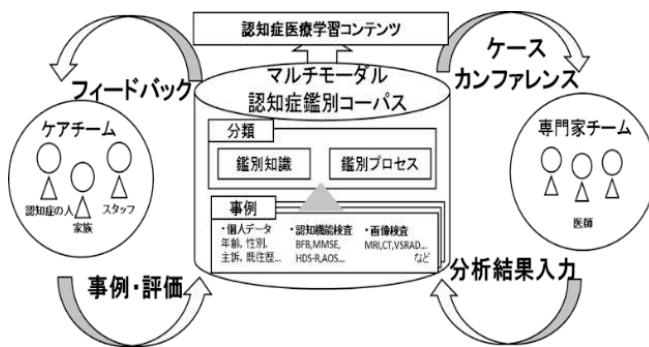 認知症医療学習コンテンツ
フィードバック
マルチモーダル
認知症鑑別コーパス
ケース
カンファレンス
ケアチーム
認知症の人
家族
スタッフ
分類
鑑別知識
鑑別プロセス
事例
・個人データ
年齢, 性別,
主訴, 既往歴...
・認知機能検査
BFB,MMSE,
HDS-R,AOS...
・画像検査
MRI,CT,VSRAD...
など
専門家チーム
医師
事例・評価
分析結果入力